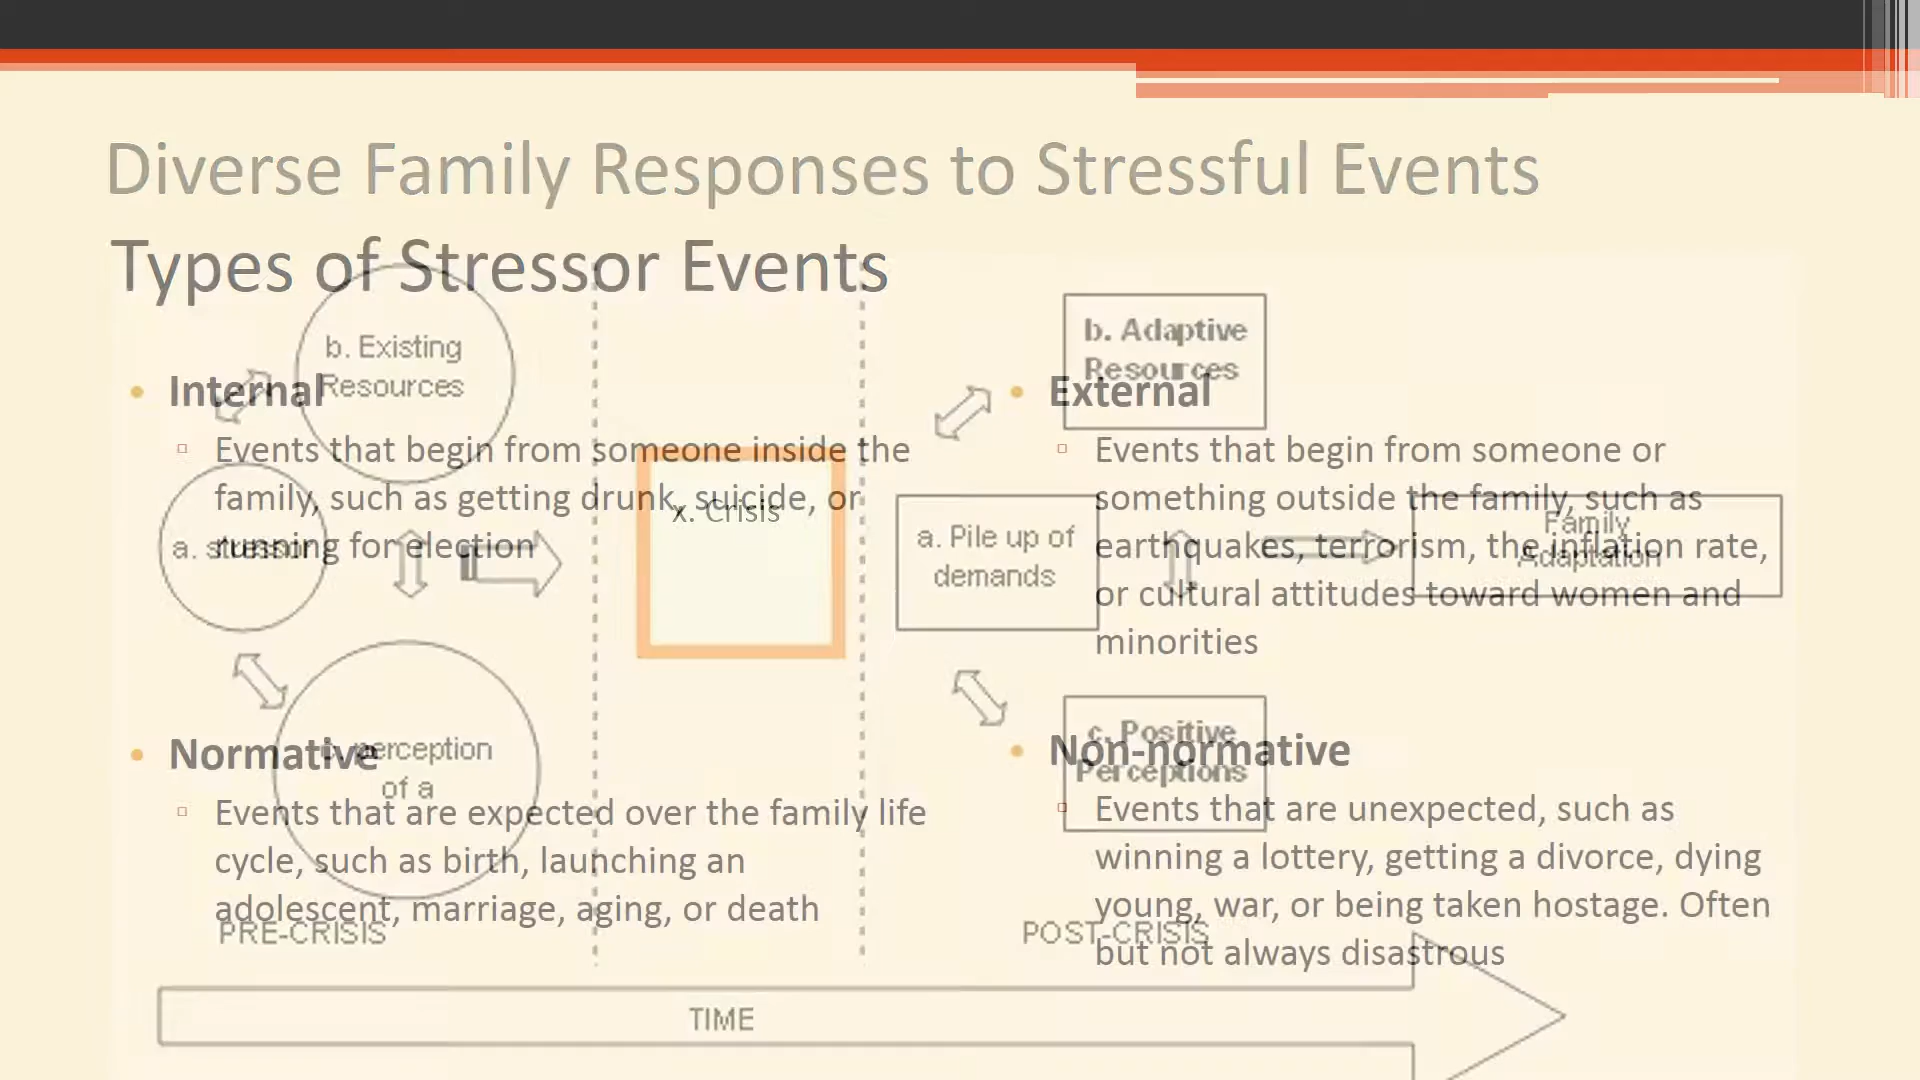 Diverse Family Responses to Stressful Events
Types of Stressor Events
Internal
Events that begin from someone inside the
family, such as getting drunk, suicide, or
running for election
Normative
Events that are expected over the family life
cycle, such as birth, launching an
adolescent, marriage, aging, or death
External
Events that begin from someone or
something outside the family, such as
earthquakes, terrorism, the inflation rate,
or cultural attitudes toward women and
minorities
Non-normative
Events that are unexpected, such as
winning a lottery, getting a divorce, dying
young, war, or being taken hostage. Often
but not always disastrous
b. Existing
Resources
a. stressor
c. perception
of a
x. Crisis
b. Adaptive
Resources
a. Pile up of
demands
Family
Adaptation
c. Positive
Perceptions
PRE-CRISIS
POST-CRISIS
TIME